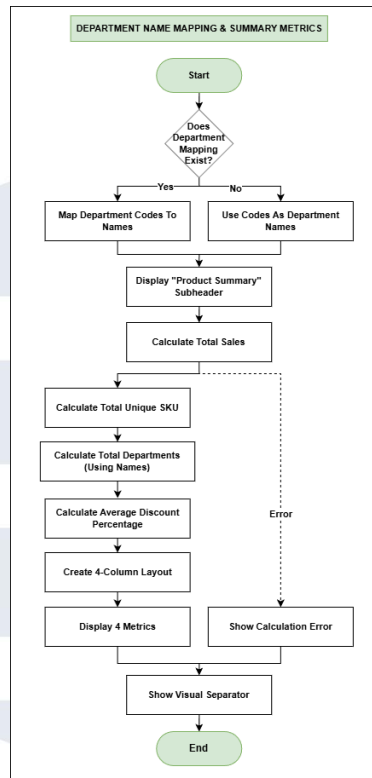 DEPARTMENT NAME MAPPING & SUMMARY METRICS
Start
Does
Department
Mapping
Exist?
Yes
No
Map Department Codes To
Names
Use Codes As Department
Names
Display "Product Summary"
Subheader
Calculate Total Sales
Calculate Total Unique SKU
Calculate Total Departments
(Using Names)
Calculate Average Discount
Percentage
Error
Create 4-Column Layout
Display 4 Metrics
Show Calculation Error
Show Visual Separator
End